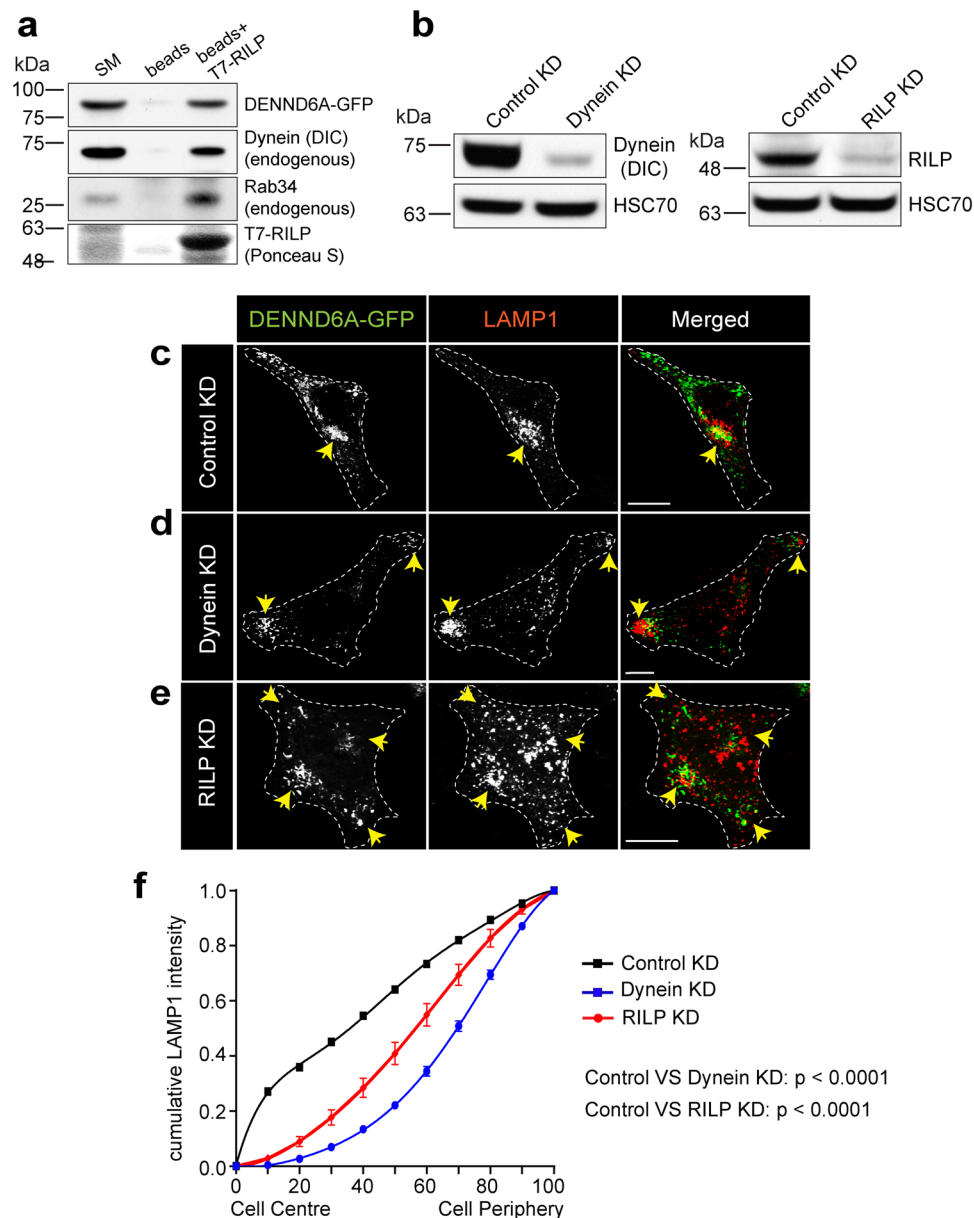 a
kDa
SM
beads
beads+
T7-RILP
100
75
DENND6A-GFP
75
Dynein (DIC)
(endogenous)
25
Rab34
(endogenous)
63
48
T7-RILP
(Ponceau S)
b
kDa
Control KD
Dynein KD
75
Dynein
(DIC)
63
HSC70
kDa
Control KD
RILP KD
48
RILP
63
HSC70
DENND6A-GFP
LAMP1
Merged
c
Control KD
d
Dynein KD
e
RILP KD
f
cumulative LAMP1 intensity
1.0
0.8
0.6
0.4
0.2
0.0
0 20 40 60 80 100
Cell Centre Cell Periphery
Control KD
Dynein KD
RILP KD
Control VS Dynein KD: p < 0.0001
Control VS RILP KD: p < 0.0001